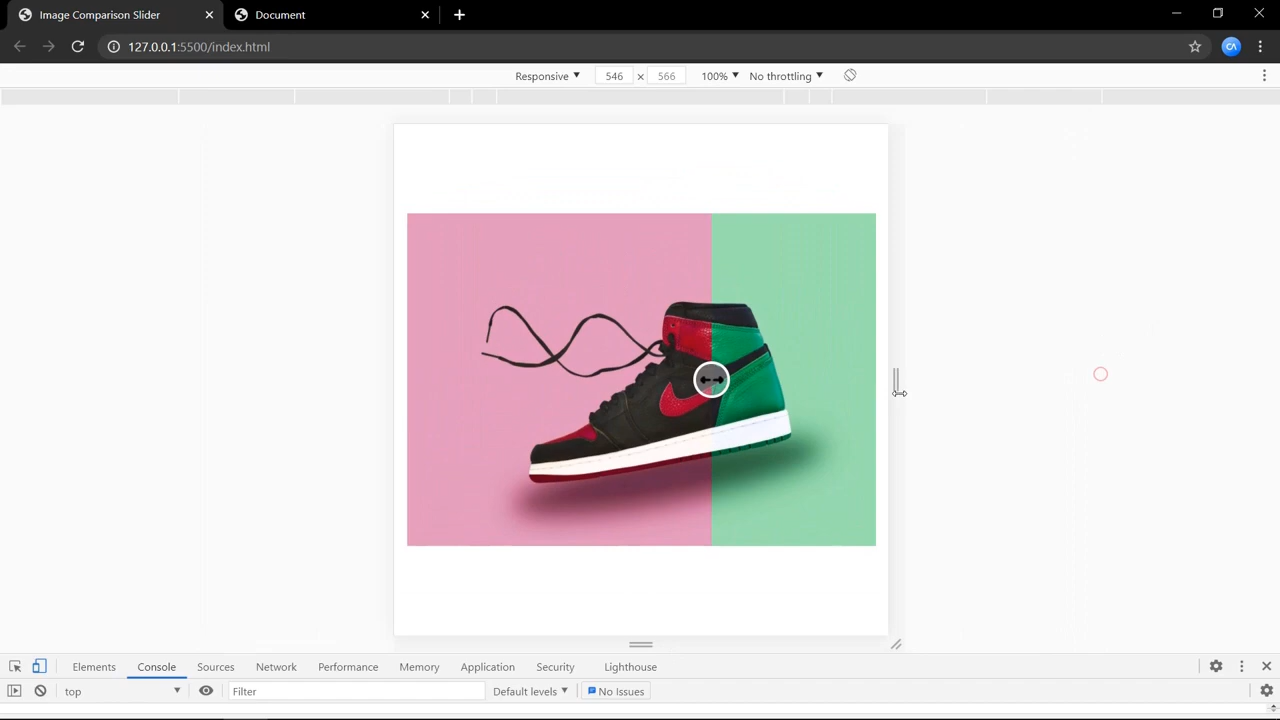 Image Comparison Slider
Document
127.0.0.1:5500/index.html
CA
Responsive 546 x 566 100% No throttling
Elements Console Sources Network Performance Memory Application Security Lighthouse
top Filter Default levels No Issues